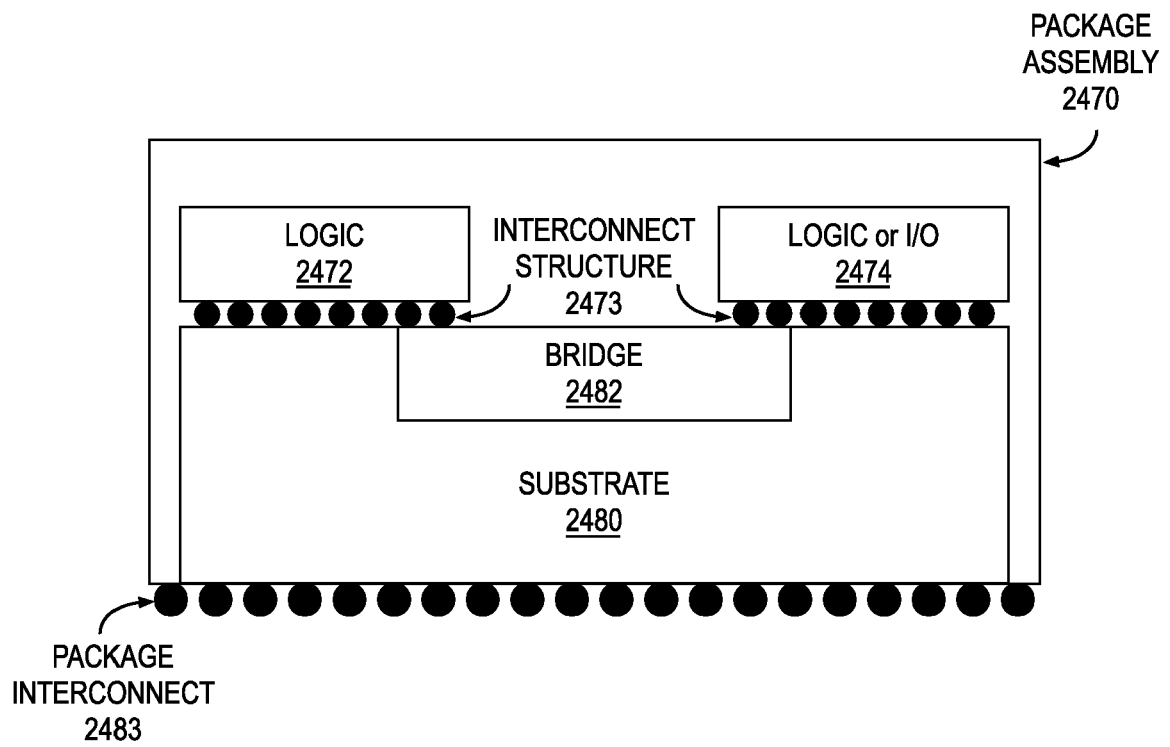 PACKAGE
ASSEMBLY
2470
LOGIC
2472
INTERCONNECT
STRUCTURE
2473
LOGIC or I/O
2474
BRIDGE
2482
SUBSTRATE
2480
PACKAGE
INTERCONNECT
2483